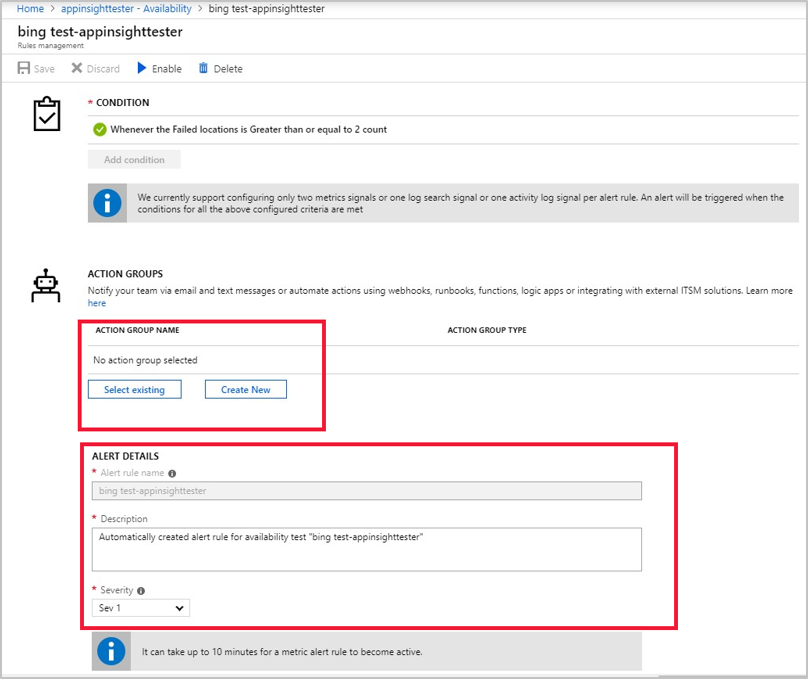 Home > appinsighttester - Availability > bing test-appinsighttester
bing test-appinsighttester
Rules management
Save Discard Enable Delete
* CONDITION
Whenever the Failed locations is Greater than or equal to 2 count
Add condition
We currently support configuring only two metrics signals or one log search signal or one activity log signal per alert rule. An alert will be triggered when the
conditions for all the above configured criteria are met
ACTION GROUPS
Notify your team via email and text messages or automate actions using webhooks, runbooks, functions, logic apps or integrating with external ITSM solutions. Learn more
here
ACTION GROUP NAME ACTION GROUP TYPE
No action group selected
Select existing Create New
ALERT DETAILS
* Alert rule name
bing test-appinsighttester
* Description
Automatically created alert rule for availability test "bing test-appinsighttester"
* Severity
Sev 1
It can take up to 10 minutes for a metric alert rule to become active.